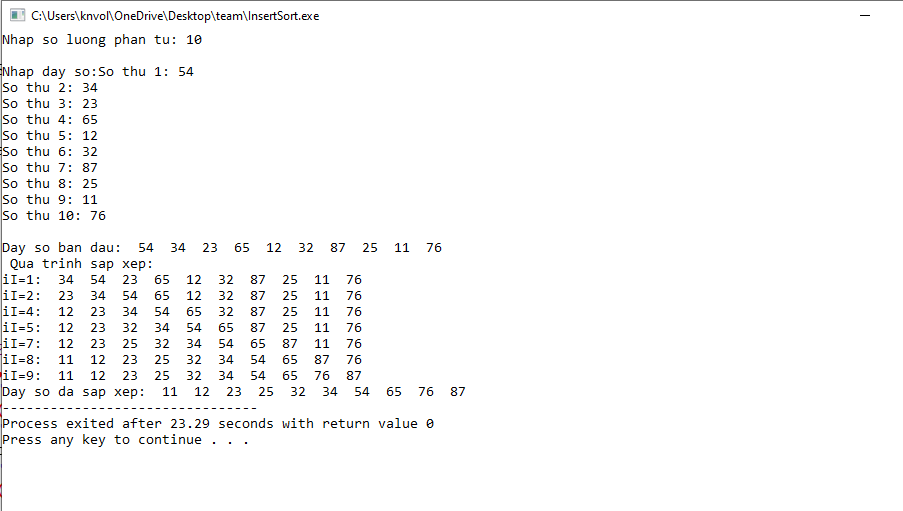 C:\Users\knvol\OneDrive\Desktop\team\InsertSort.exe
Nhap so luong phan tu: 10
Nhap day so:So thu 1: 54
So thu 2: 34
So thu 3: 23
So thu 4: 65
So thu 5: 12
So thu 6: 32
So thu 7: 87
So thu 8: 25
So thu 9: 11
So thu 10: 76
Day so ban dau:  54  34  23  65  12  32  87  25  11  76
Qua trinh sap xep:
iI=1:  34  54  23  65  12  32  87  25  11  76
iI=2:  23  34  54  65  12  32  87  25  11  76
iI=4:  12  23  34  54  65  32  87  25  11  76
iI=5:  12  23  32  34  54  65  87  25  11  76
iI=7:  12  23  25  32  34  54  65  87  11  76
iI=8:  11  12  23  25  32  34  54  65  87  76
iI=9:  11  12  23  25  32  34  54  65  76  87
Day so da sap xep:  11  12  23  25  32  34  54  65  76  87
--------------------------------
Process exited after 23.29 seconds with return value 0
Press any key to continue . . .